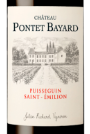 CHÂTEAU
PONTET BAYARD
PUISSEGUIN
SAINT-ÉMILION